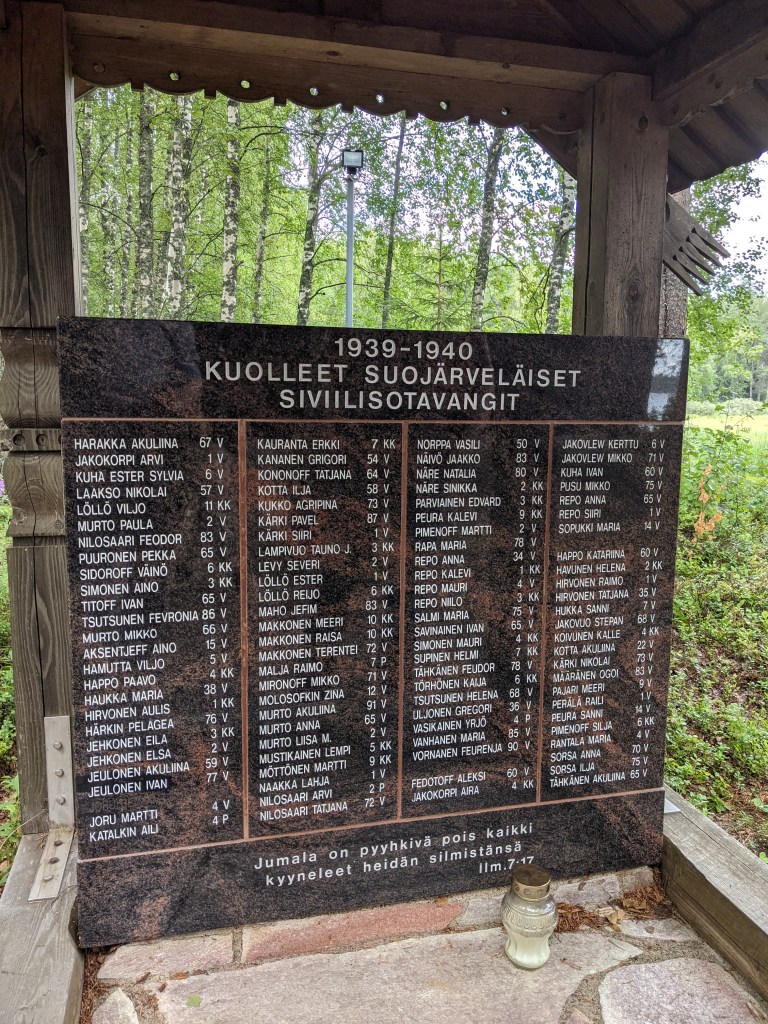 1939-1940
KUOLLEET SUOJÄRVELÄISET
SIVIILISOTAVANGIT
HARAKKA AKULIINA 67 V
JAKOKORPI ARVI 1 V
KUHA ESTER SYLVIA 6 V
LAAKSO NIKOLAI 57 V
LÖLLÖ VILJO 11 KK
MURTO PAULA 2 V
NILOSAARI FEODOR 83 V
PUURONEN PEKKA 65 V
SIDOROFF VÄINÖ 6 KK
SIMONEN AINO 3 KK
TITOFF IVAN 65 V
TSUTSUNEN FEVRONIA 86 V
MURTO MIKKO 66 V
AKSENTJEFF AINO 15 V
HAMUTTA VILJO 5 V
HAPPO PAAVO 4 KK
HAUKKA MARIA 38 V
HIRVONEN AULIS 1 KK
HÄRKIN PELAGEA 76 V
JEHKONEN EILA 3 KK
JEHKONEN ELSA 2 V
JEULONEN AKULIINA 59 V
JEULONEN IVAN 77 V
JORU MARTTI 4 V
KATALKIN AILI 4 P
KAURANTA ERKKI 7 KK
KANANEN GRIGORI 54 V
KONONOFF TATJANA 64 V
KOTTA ILJA 58 V
KUKKO AGRIPINA 73 V
KÄRKI PAVEL 87 V
KÄRKI SIIRI 1 V
LAMPIVUO TAUNO J. 3 KK
LEVY SEVERI 2 V
LÖLLÖ ESTER 1 V
LÖLLÖ REIJO 6 KK
MAHO JEFIM 83 V
MAKKONEN MEERI 10 KK
MAKKONEN RAISA 10 KK
MAKKONEN TERENTEI 72 V
MALJA RAIMO 7 P
MIRONOFF MIKKO 71 V
MOLOSOFKIN ZINA 12 V
MURTO AKULIINA 91 V
MURTO ANNA 65 V
MURTO LIISA M. 2 V
MUSTIKAINEN LEMPI 5 KK
MÖTTÖNEN MARTTI 9 KK
NAAKKA LAHJA 1 V
NILOSAARI ARVI 2 P
NILOSAARI TATJANA 72 V
NORPPA VASILI 50 V
NÄIVÖ JAAKKO 83 V
NÄRE NATALIA 80 V
NÄRE SINIKKA 2 KK
PARVIAINEN EDVARD 3 KK
PEURA KALEVI 9 KK
PIMENOFF MARTTI 2 V
RAPA MARIA 78 V
REPO ANNA 34 V
REPO KALEVI 1 KK
REPO MAURI 4 V
REPO NIILO 3 KK
SALMI MARIA 75 V
SAVINAINEN IVAN 65 V
SIMONEN MAURI 4 KK
SUPINEN HELMI 7 KK
TÄHKÄNEN FEUDOR 78 V
TÖRHÖNEN KAIJA 6 KK
TSUTSUNEN HELENA 68 V
ULJONEN GREGORI 36 V
VASIKAINEN YRJÖ 4 P
VANHANEN MARIA 85 V
VORNANEN FEURENJA 90 V
FEDOTOFF ALEKSI 60 V
JAKOKORPI AIRA 4 KK
JAKOVLEW KERTTU 6 V
JAKOVLEW MIKKO 71 V
KUHA IVAN 60 V
PUSU MIKKO 75 V
REPO ANNA 65 V
REPO SIIRI 1 V
SOPUKKI MARIA 14 V
HAPPO KATARIINA 60 V
HAVUNEN HELENA 2 KK
HIRVONEN RAIMO 1 V
HIRVONEN TATJANA 35 V
HUKKA SANNI 7 V
JAKOVUO STEPAN 68 V
KOIVUNEN KALLE 4 KK
KOTTA AKULIINA 22 V
KÄRKI NIKOLAI 73 V
MÄÄRÄNEN OGOI 83 V
PAJARI MEERI 9 V
PERÄLÄ RAILI 1 V
PEURA SANNI 14 V
PIMENOFF SILJA 6 KK
RANTALA MARIA 4 V
SORSA ANNA 70 V
SORSA ILJA 75 V
TÄHKÄNEN AKULIINA 65 V
Jumala on pyyhkivä pois kaikki
kyyneleet heidän silmistänsä
Ilm.7:17